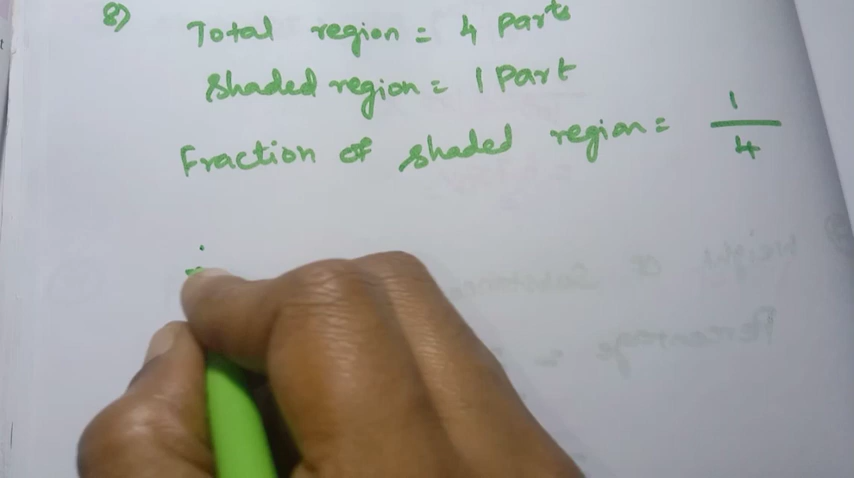 8) Total region = 4 Parts
Shaded region = 1 Part
Fraction of shaded region = 1/4